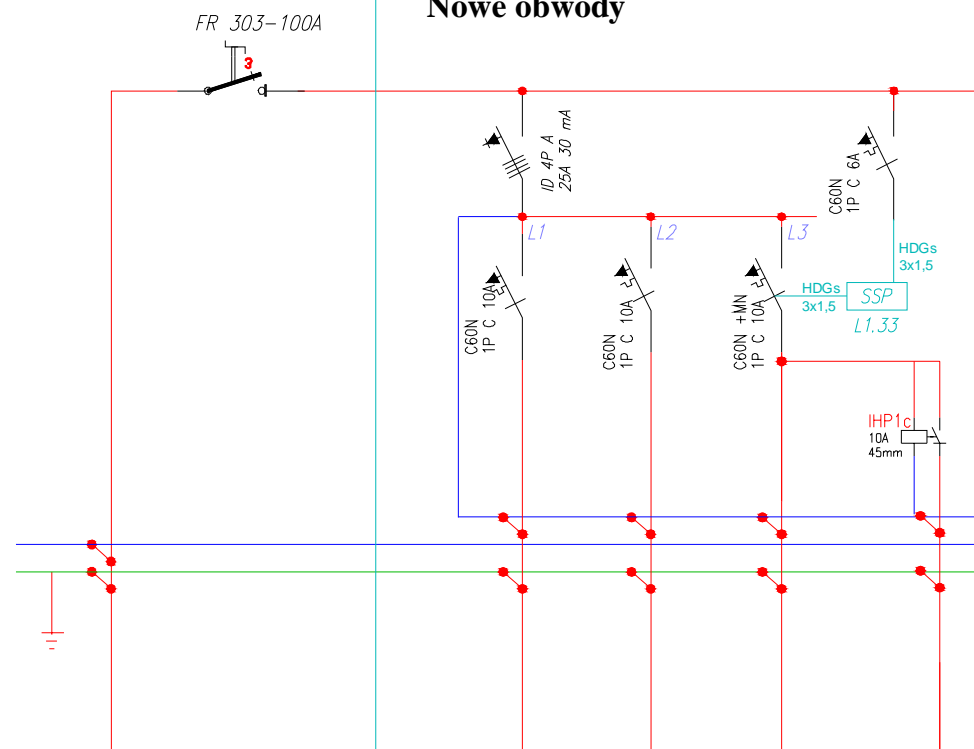 Nowe obwody
FR 303-100A
3
ID 4P A
25A 30 mA
C60N
1P C 6A
L1
L2
L3
HDGs
3x1,5
HDGs
3x1,5
SSP
L1.33
C60N
1P C 10A
C60N
1P C 10A
C60N +MN
1P C 10A
IHP1c
10A
45mm